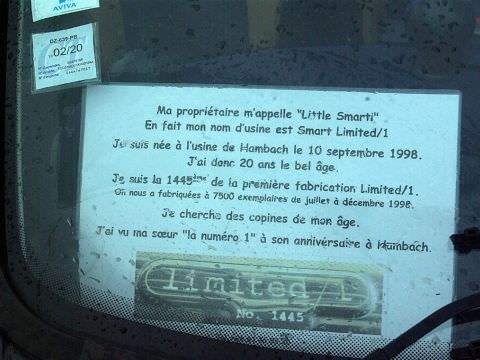 AVIVA
DZ-639-PB
02/20
Ma propriétaire m'appelle "Little Smarti"
En fait mon nom d'usine est Smart Limited/1
Je suis née à l'usine de Hambach le 10 septembre 1998.
J'ai donc 20 ans le bel âge.
Je suis la 1445ème de la première fabrication Limited/1.
On nous a fabriquées à 7500 exemplaires de juillet à décembre 1998.
Je cherche des copines de mon âge.
J'ai vu ma sœur "la numéro 1" à son anniversaire à Hambach.
limited/1
No. 1445